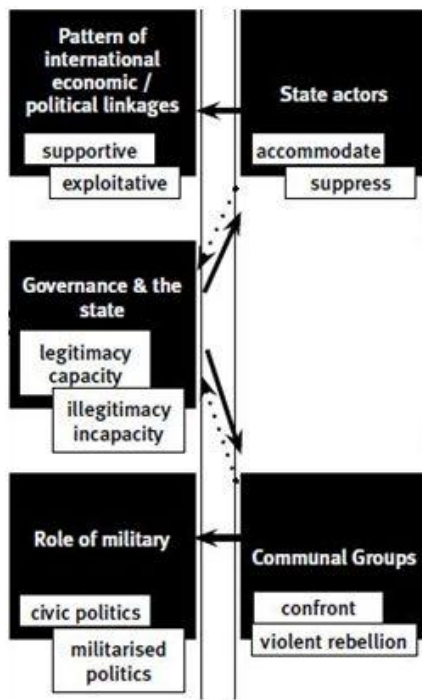 Pattern of
international
economic /
political linkages
supportive
exploitative
State actors
accommodate
suppress
Governance & the
state
legitimacy
capacity
illegitimacy
incapacity
Role of military
civic politics
militarised
politics
Communal Groups
confront
violent rebellion